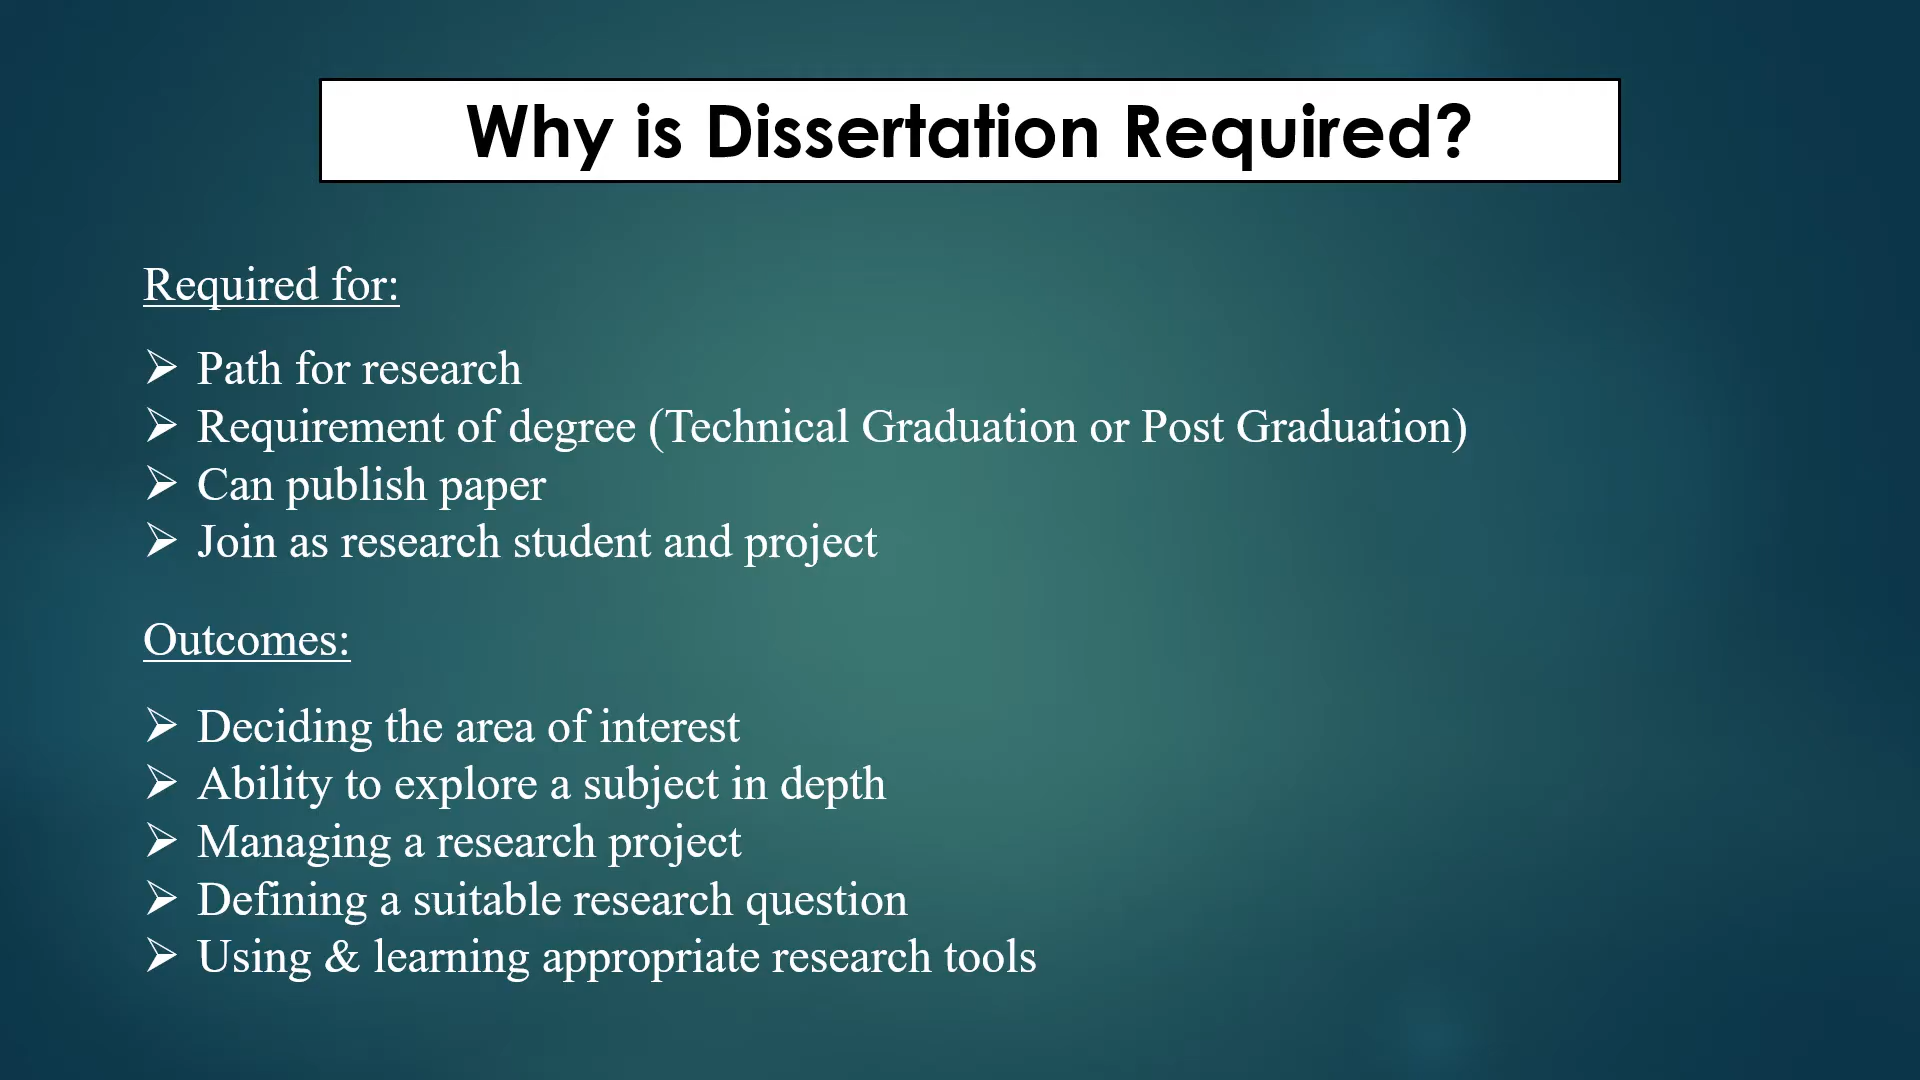 Why is Dissertation Required?
Required for:
➢ Path for research
➢ Requirement of degree (Technical Graduation or Post Graduation)
➢ Can publish paper
➢ Join as research student and project
Outcomes:
➢ Deciding the area of interest
➢ Ability to explore a subject in depth
➢ Managing a research project
➢ Defining a suitable research question
➢ Using & learning appropriate research tools